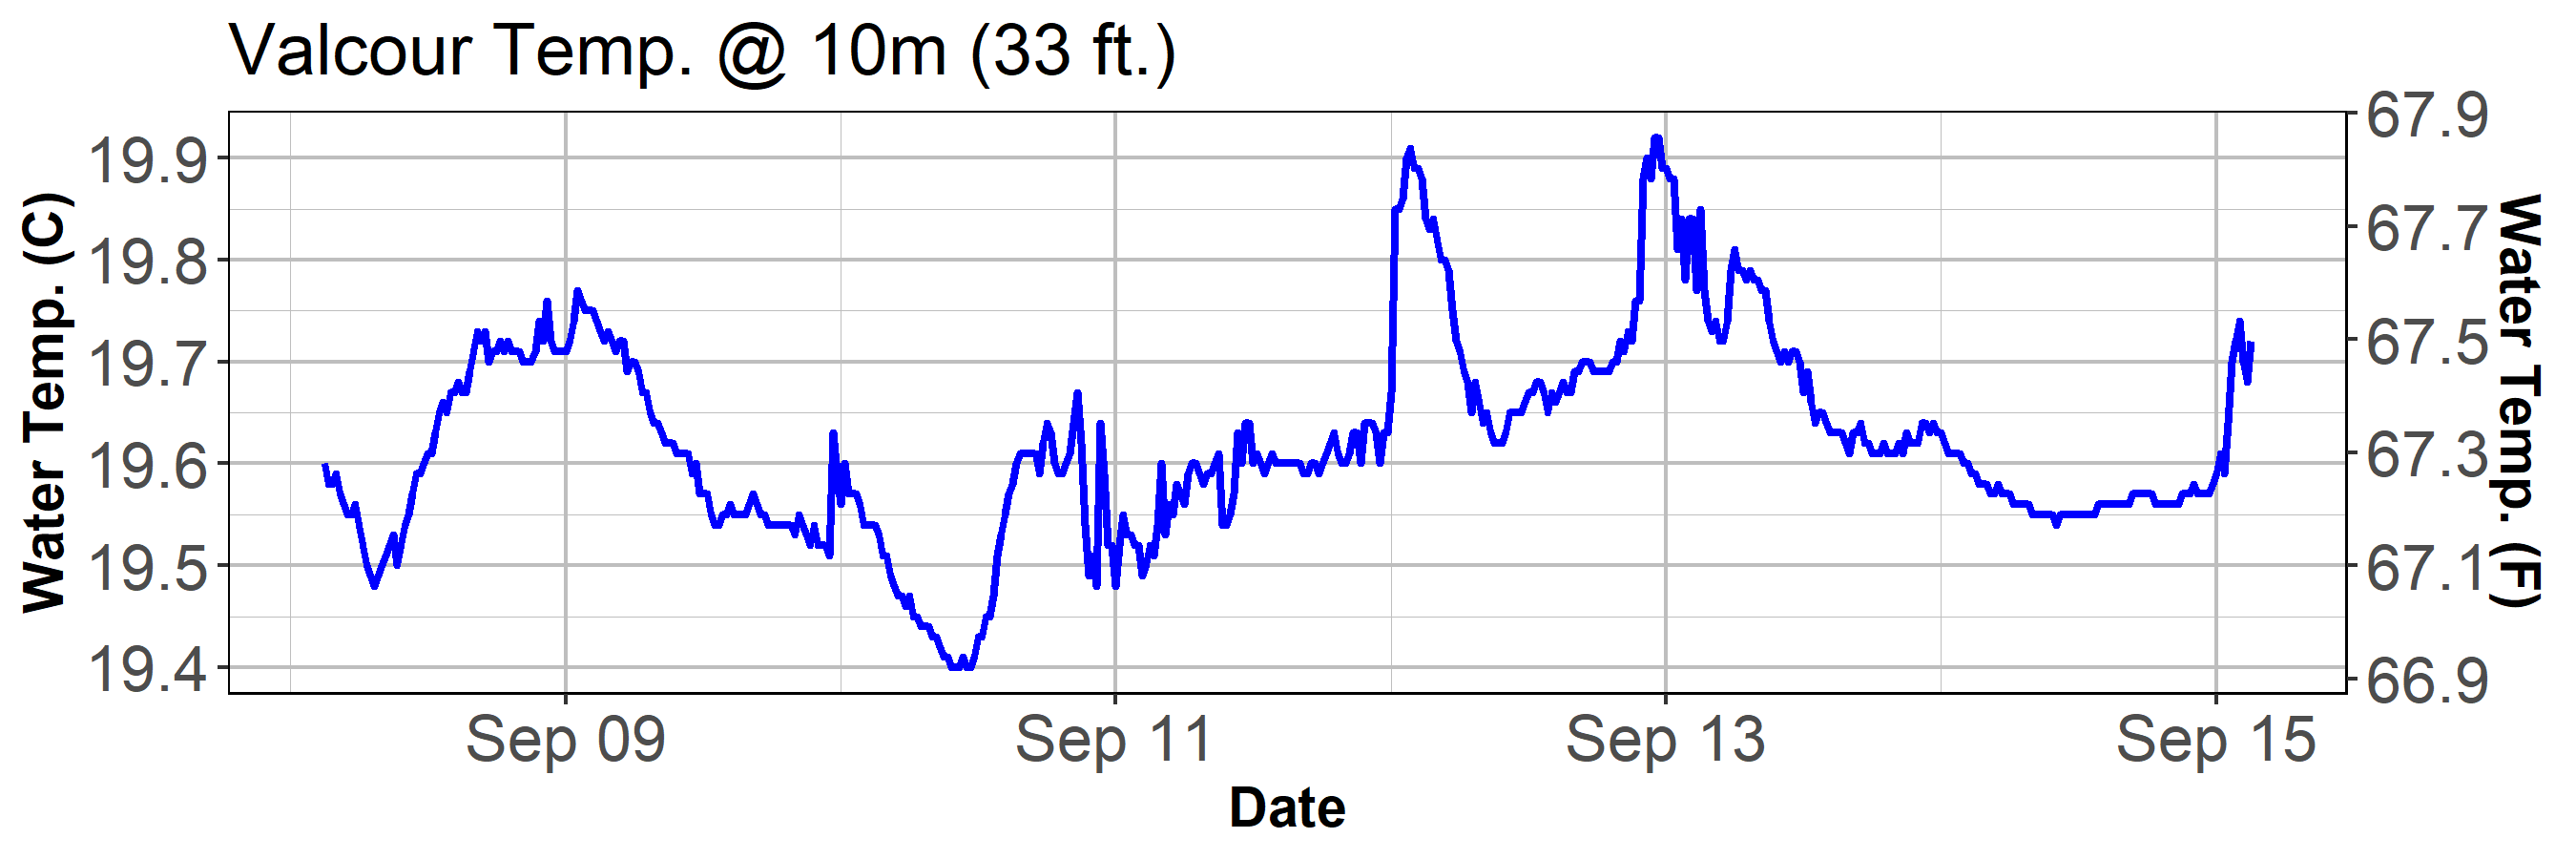 Valcour Temp. @ 10m (33 ft.)
Water Temp. (C)
19.9
19.8
19.7
19.6
19.5
19.4
67.9
67.7
67.5
67.3
67.1
66.9
Water Temp. (F)
Sep 09 Sep 11 Sep 13 Sep 15
Date